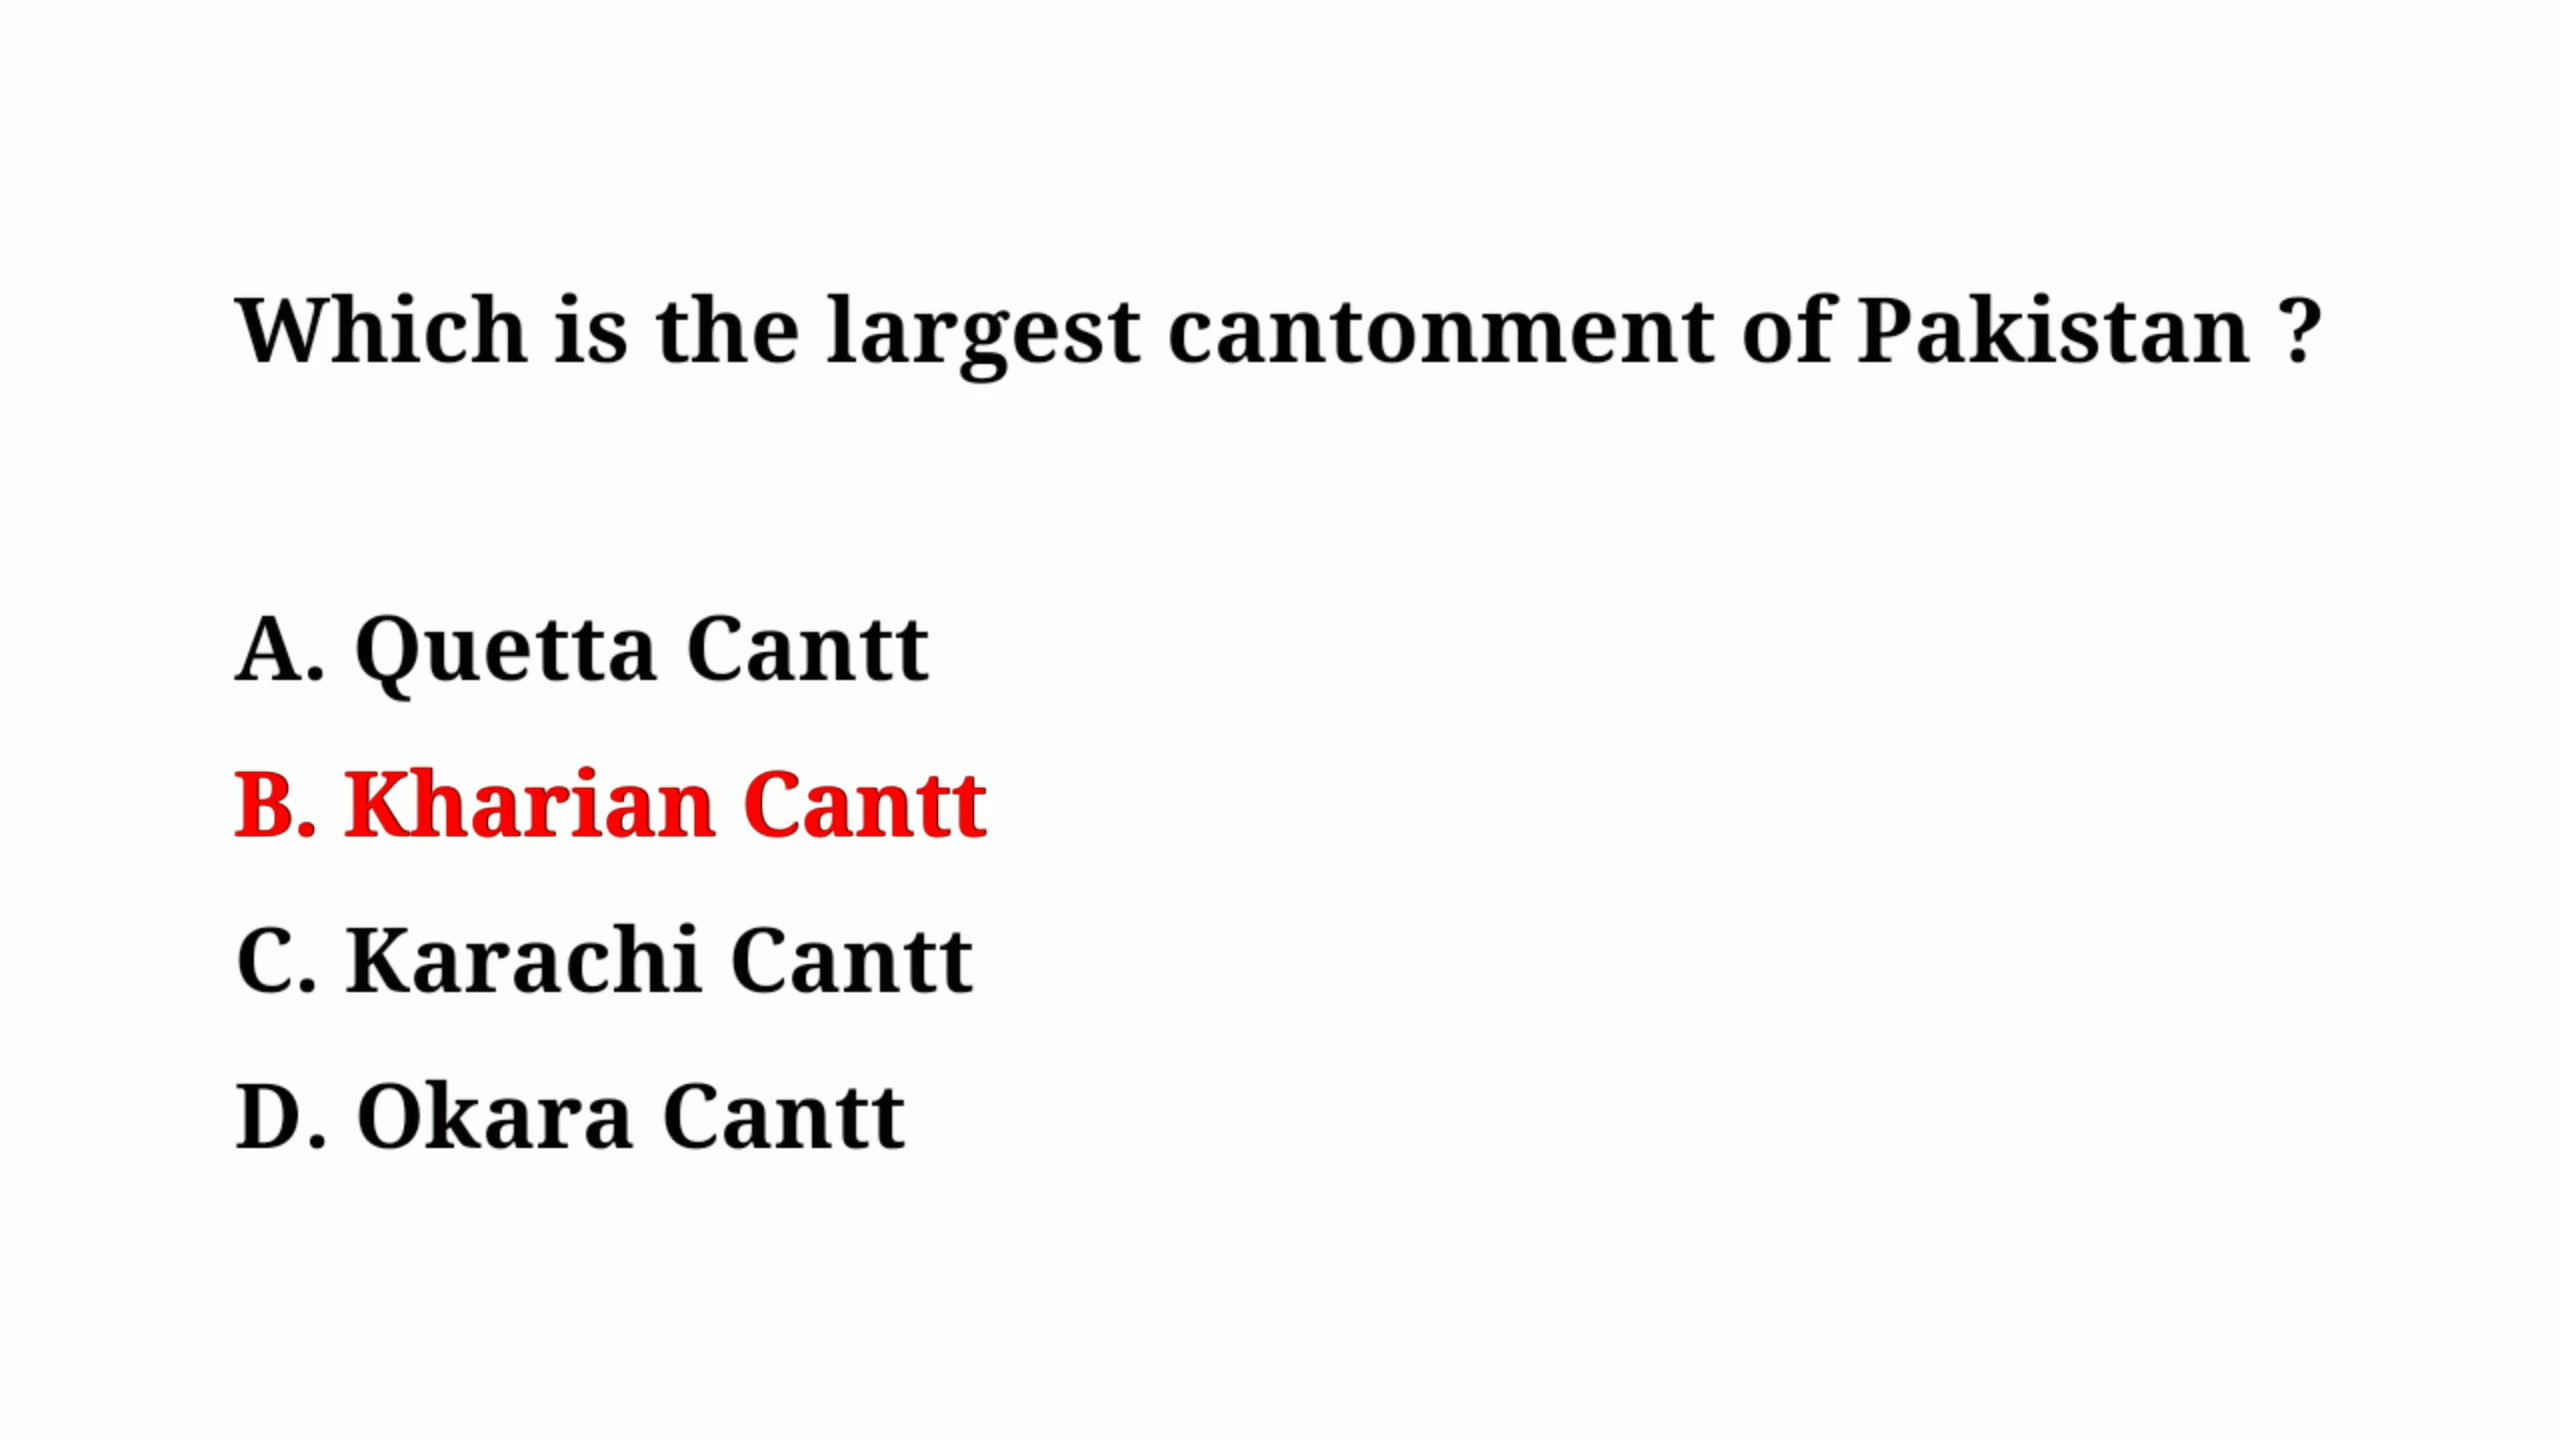 Which is the largest cantonment of Pakistan ?
A. Quetta Cantt
B. Kharian Cantt
C. Karachi Cantt
D. Okara Cantt